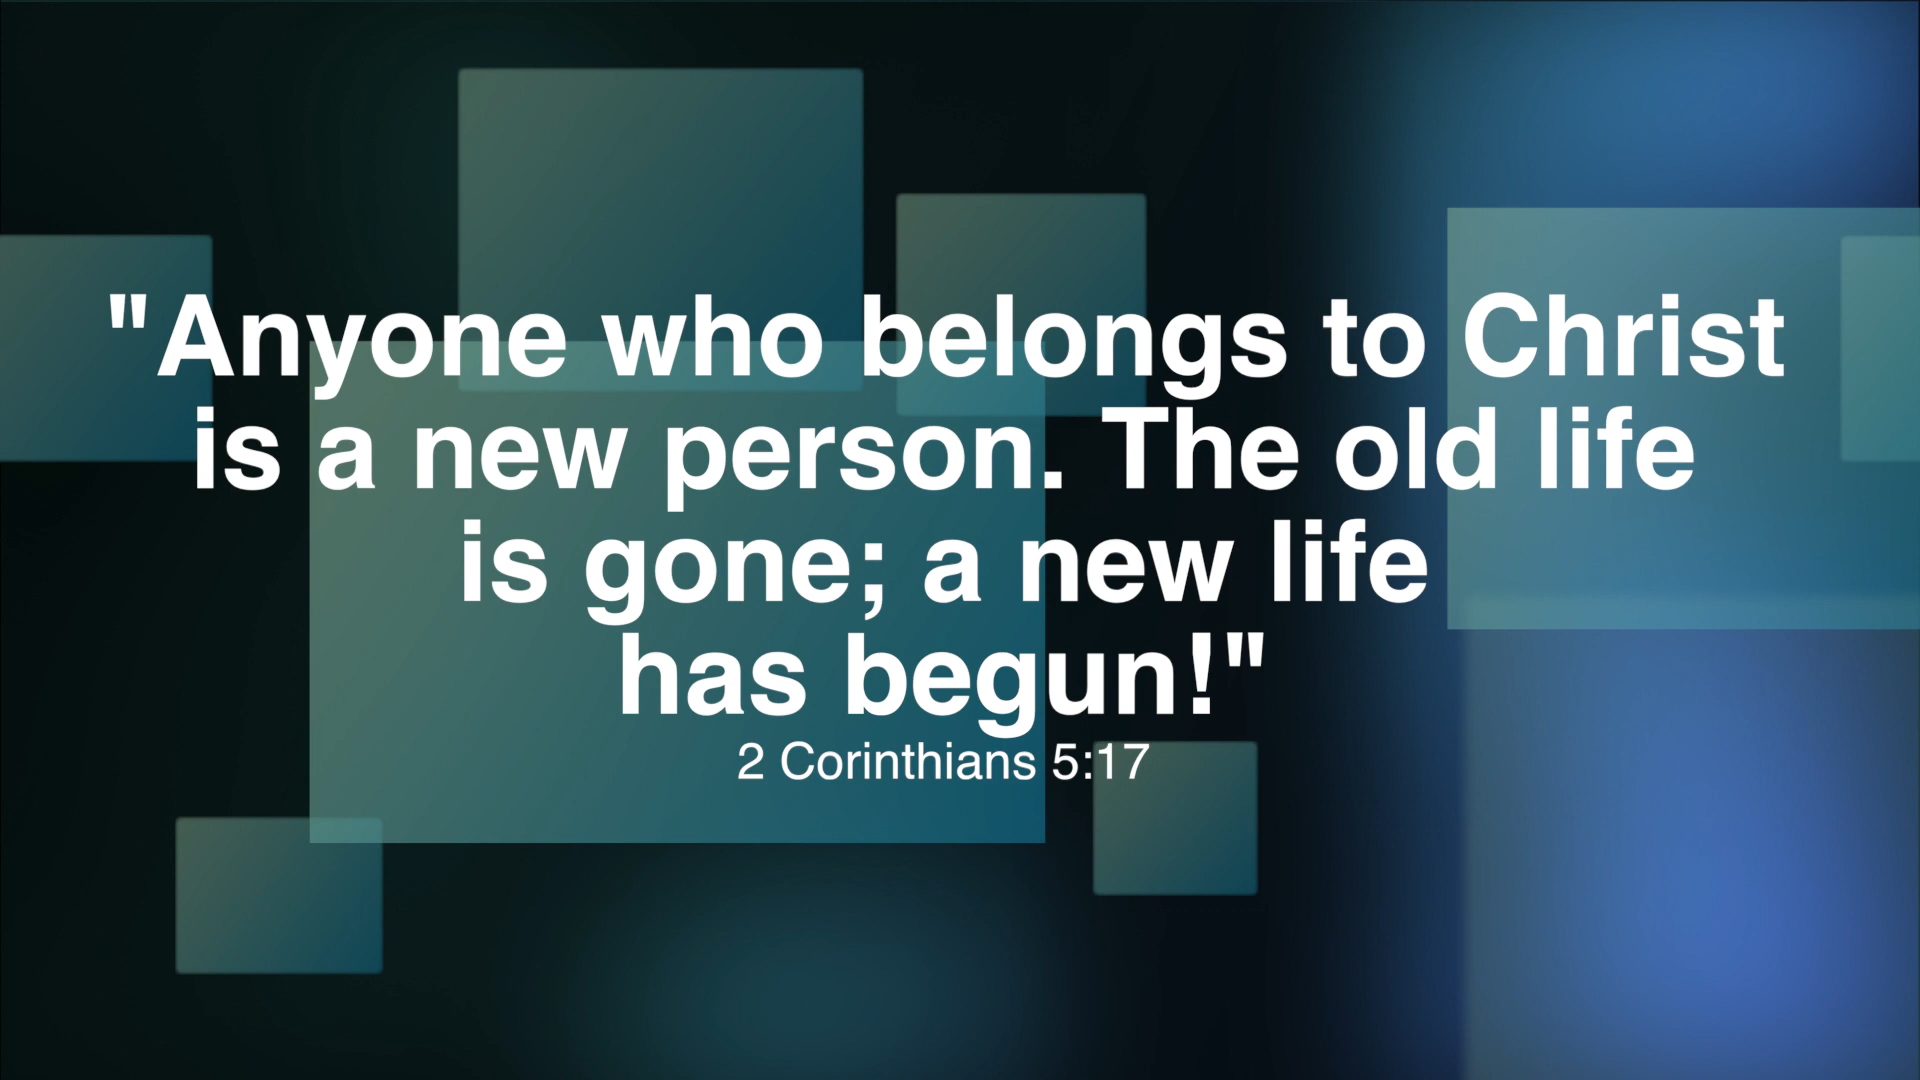 "Anyone who belongs to Christ
is a new person. The old life
is gone; a new life
has begun!"
2 Corinthians 5:17